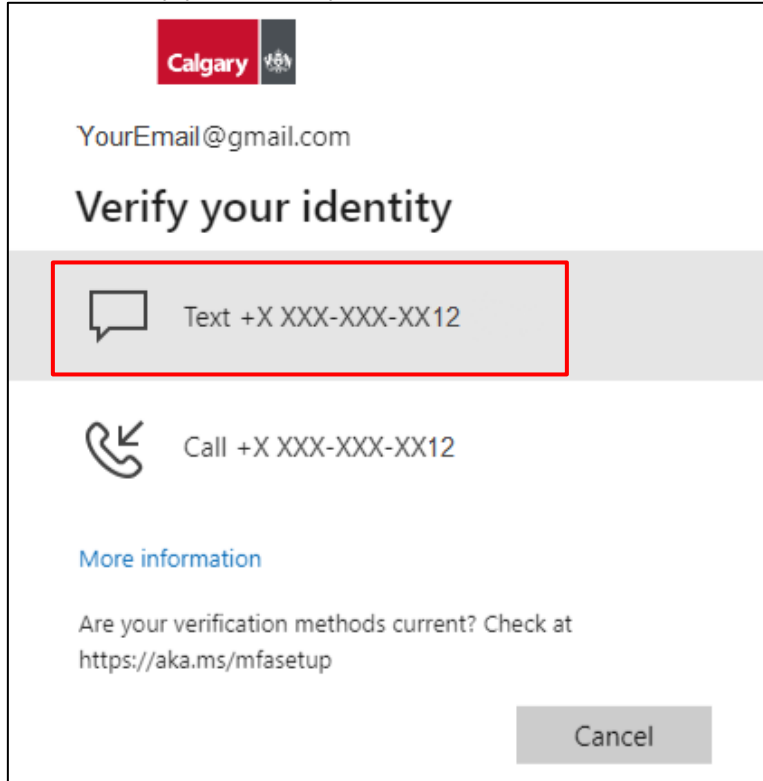 Calgary
YourEmail@gmail.com
Verify your identity
Text +X XXX-XXX-XX12
Call +X XXX-XXX-XX12
More information
Are your verification methods current? Check at
https://aka.ms/mfasetup
Cancel